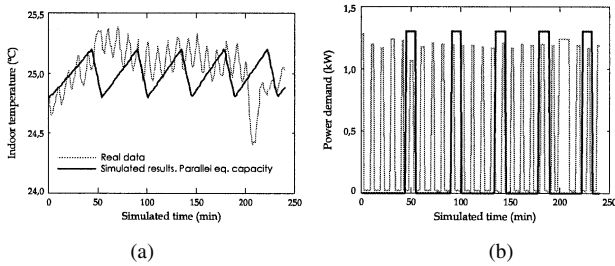 25,5
25,0
24,5
24,0
Indoor temperature (ºC)
0 50 100 150 200 250
Simulated time (min)
Real data
Simulated results. Parallel eq. capacity
(a)
1,5
1,0
0,5
0
Power demand (kW)
0 50 100 150 200 250
Simulated time (min)
(b)